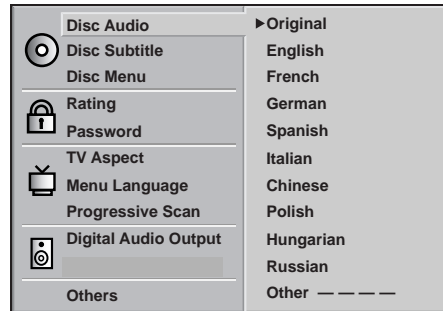 Disc Audio
Disc Subtitle
Disc Menu
Rating
Password
TV Aspect
Menu Language
Progressive Scan
Digital Audio Output
Others
Original
English
French
German
Spanish
Italian
Chinese
Polish
Hungarian
Russian
Other — — — —